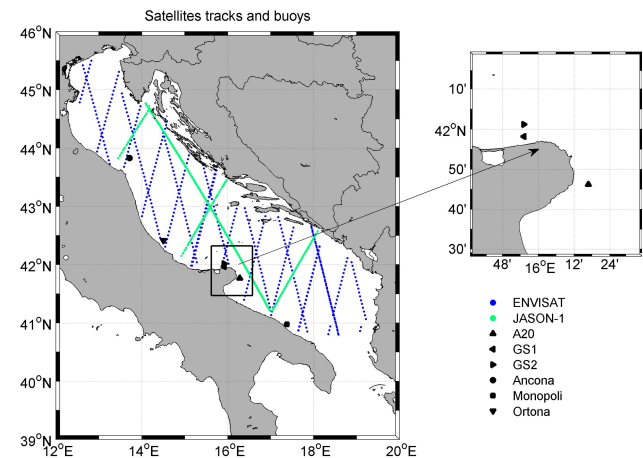 Satellites tracks and buoys
46°N
45°N
44°N
43°N
42°N
41°N
40°N
39°N
12°E
14°E
16°E
18°E
20°E
10'
42°N
50'
40'
30'
48'
16°E
12'
24'
ENVISAT
JASON-1
A20
GS1
GS2
Ancona
Monopoli
Ortona